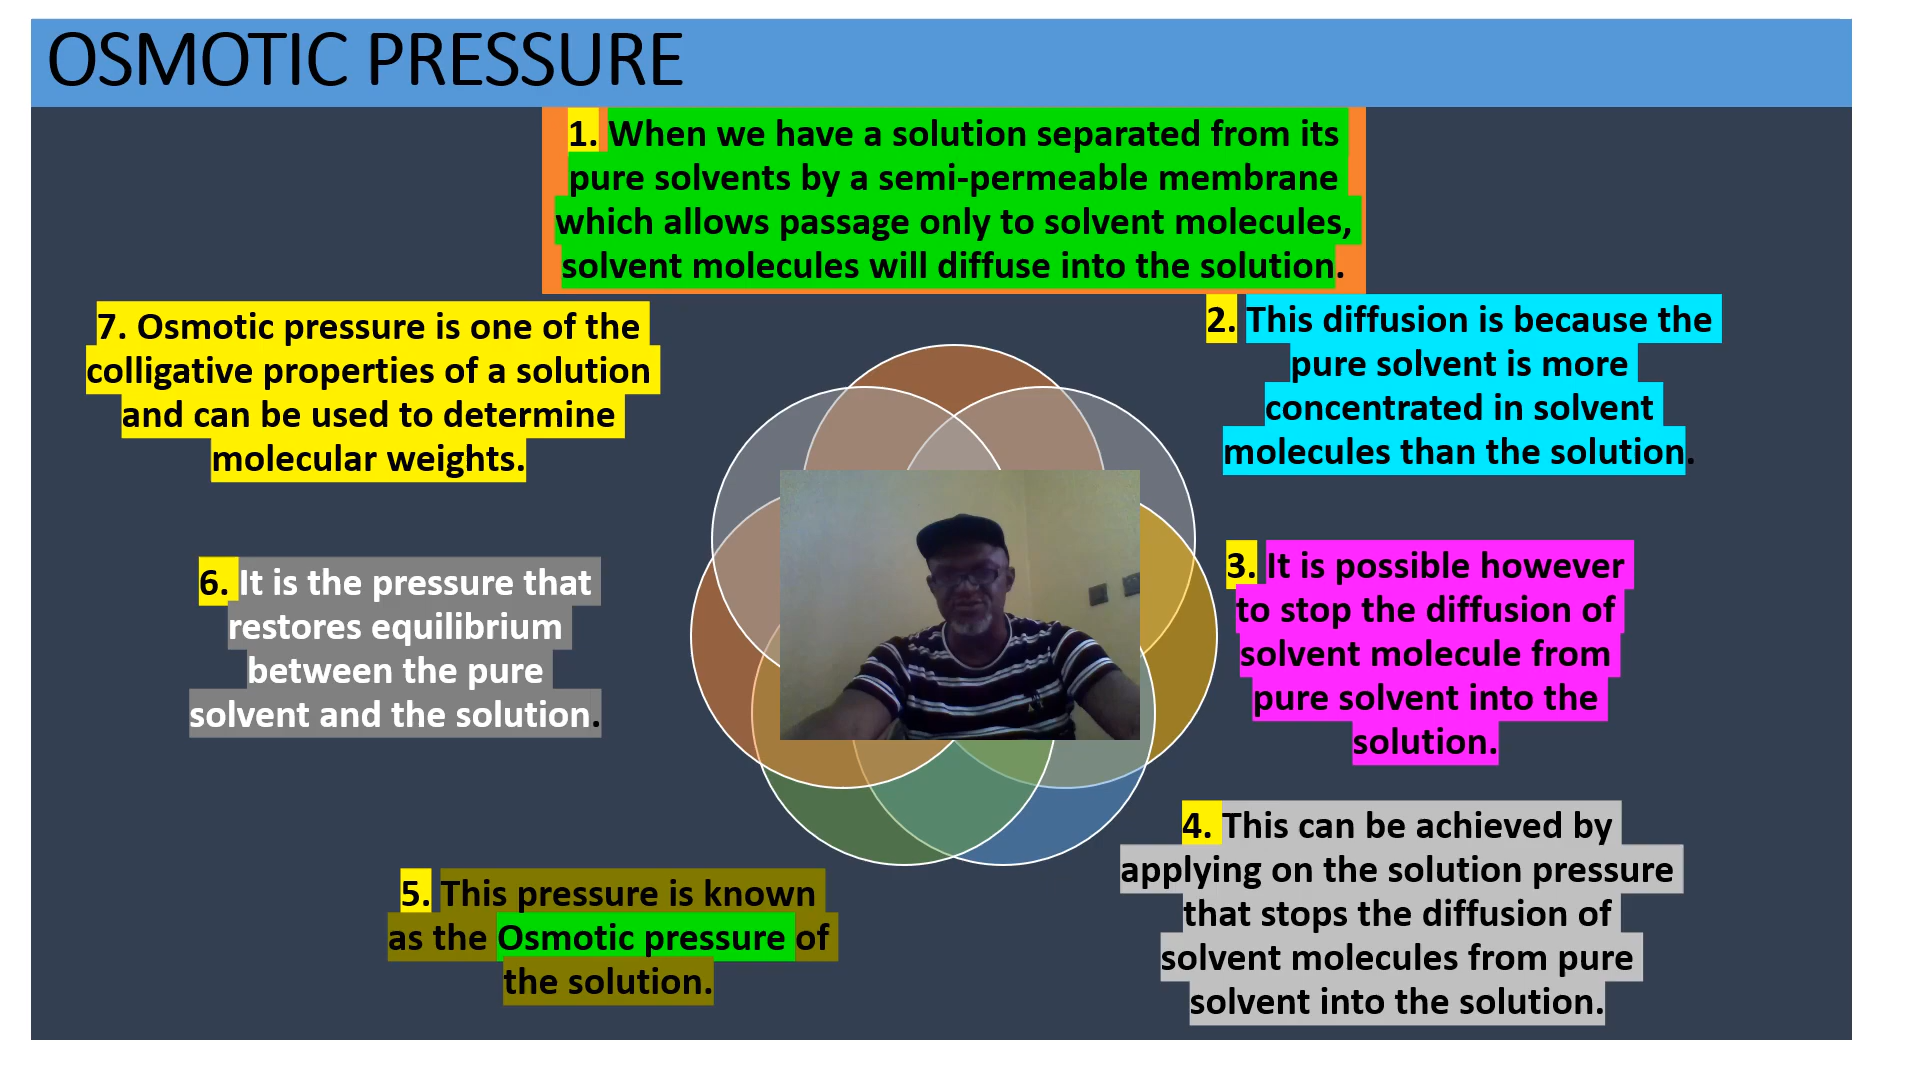 OSMOTIC PRESSURE
1. When we have a solution separated from its
pure solvents by a semi-permeable membrane
which allows passage only to solvent molecules,
solvent molecules will diffuse into the solution.
2. This diffusion is because the
pure solvent is more
concentrated in solvent
molecules than the solution.
3. It is possible however
to stop the diffusion of
solvent molecule from
pure solvent into the
solution.
4. This can be achieved by
applying on the solution pressure
that stops the diffusion of
solvent molecules from pure
solvent into the solution.
5. This pressure is known
as the Osmotic pressure of
the solution.
6. It is the pressure that
restores equilibrium
between the pure
solvent and the solution.
7. Osmotic pressure is one of the
colligative properties of a solution
and can be used to determine
molecular weights.